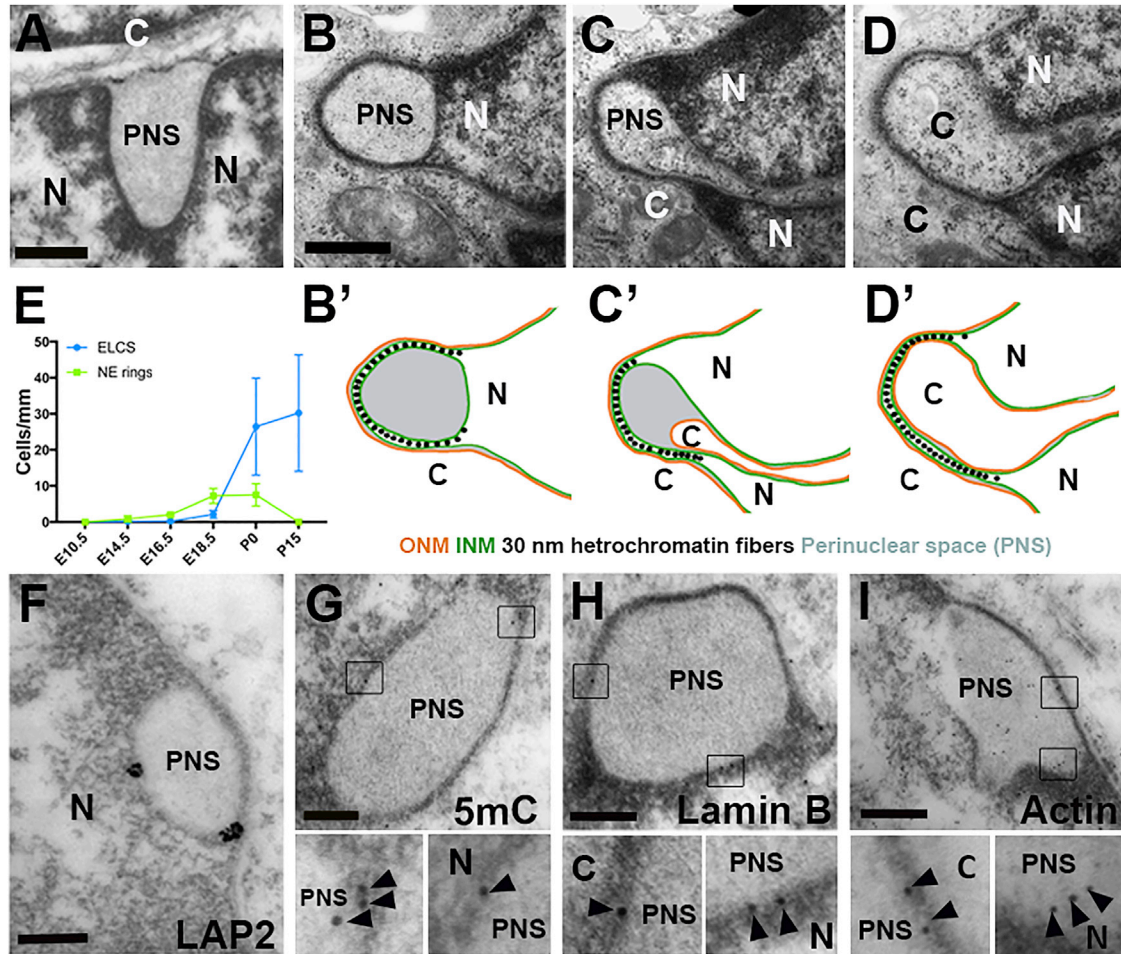 A
C
PNS
N
N
B
PNS
N
C
N
PNS
C
N
D
N
C
C
N
E
ELCS
NE rings
Cells/mm
50
40
30
20
10
0
E10.5
E14.5
E16.5
E18.5
P0
P15
B’
N
C
C’
N
C
C
N
D’
N
C
C
N
ONM INM 30 nm hetrochromatin fibers Perinuclear space (PNS)
F
PNS
N
LAP2
G
PNS
5mC
H
PNS
Lamin B
I
PNS
Actin
PNS
N
PNS
C
PNS
PNS
N
C
PNS
PNS
N